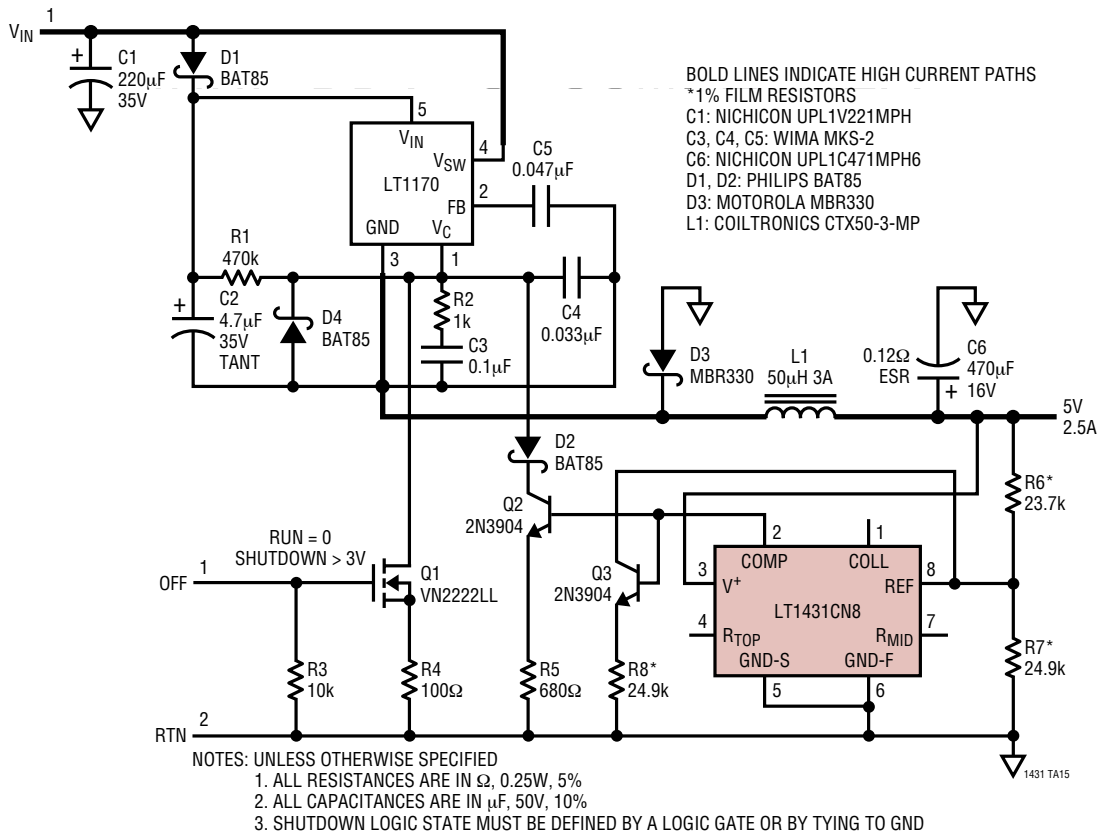 1
VIN
C1
220µF
35V
+
D1
BAT85
5
VIN
4
VSW
LT1170
2
FB
GND
VC
3
1
C5
0.047µF
BOLD LINES INDICATE HIGH CURRENT PATHS
*1% FILM RESISTORS
C1: NICHICON UPL1V221MPH
C3, C4, C5: WIMA MKS-2
C6: NICHICON UPL1C471MPH6
D1, D2: PHILIPS BAT85
D3: MOTOROLA MBR330
L1: COILTRONICS CTX50-3-MP
R1
470k
+
C2
4.7µF
35V
TANT
D4
BAT85
R2
1k
C3
0.1µF
C4
0.033µF
D3
MBR330
L1
50µH 3A
0.12Ω
ESR
C6
470µF
16V
+
5V
2.5A
D2
BAT85
Q2
2N3904
R6*
23.7k
RUN = 0
SHUTDOWN > 3V
1
OFF
Q1
VN2222LL
Q3
2N3904
2
COMP
1
COLL
3
V+
8
REF
LT1431CN8
4
RTOP
7
RMID
GND-S
GND-F
5
6
R7*
24.9k
R3
10k
R4
100Ω
R5
680Ω
R8*
24.9k
2
RTN
1431 TA15
NOTES: UNLESS OTHERWISE SPECIFIED
1. ALL RESISTANCES ARE IN Ω, 0.25W, 5%
2. ALL CAPACITANCES ARE IN µF, 50V, 10%
3. SHUTDOWN LOGIC STATE MUST BE DEFINED BY A LOGIC GATE OR BY TYING TO GND